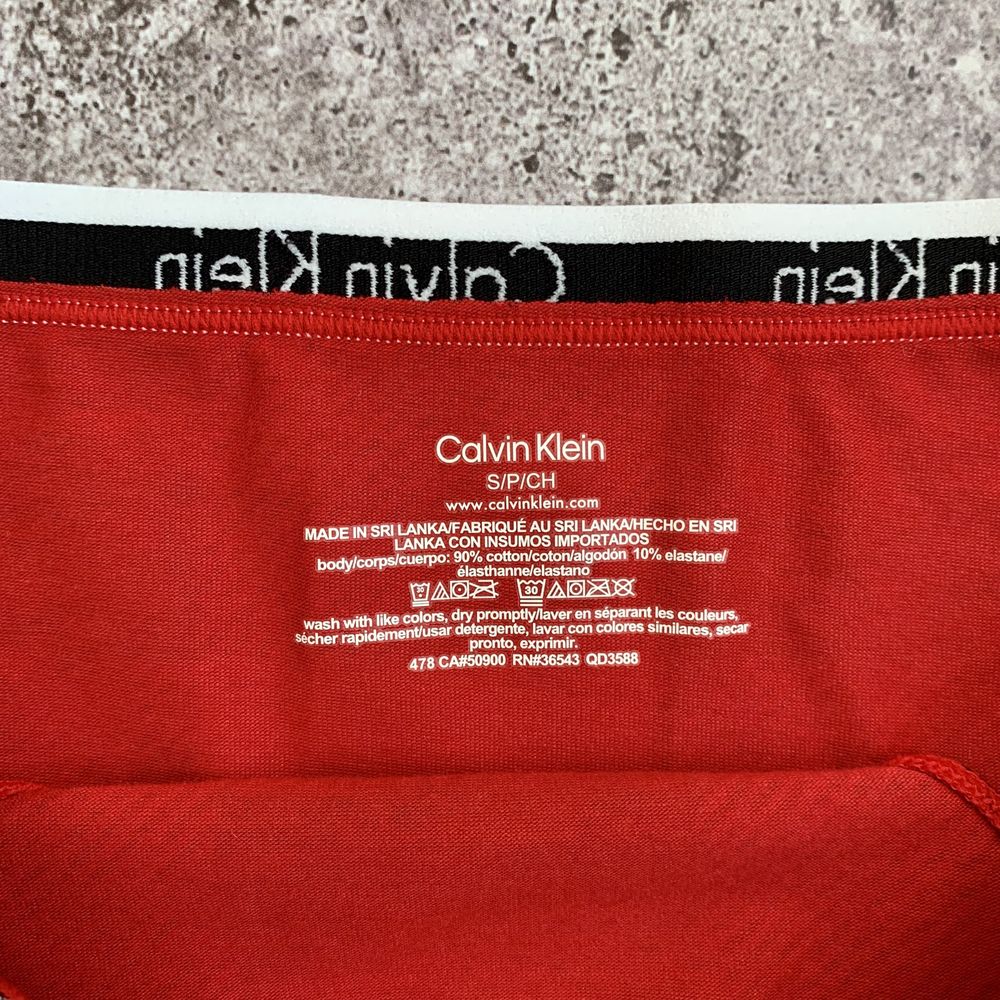 Klein Calvin Klein
Calvin Klein
S/P/CH
www.calvinklein.com
MADE IN SRI LANKA/FABRIQUÉ AU SRI LANKA/HECHO EN SRI
LANKA CON INSUMOS IMPORTADOS
body/corps/cuerpo: 90% cotton/coton/algodón 10% elastane/
élasthanne/elastano
30 30
wash with like colors, dry promptly/laver en séparant les couleurs,
sécher rapidement/usar detergente, lavar con colores similares, secar
pronto, exprimir.
478 CA#50900 RN#36543 QD3588